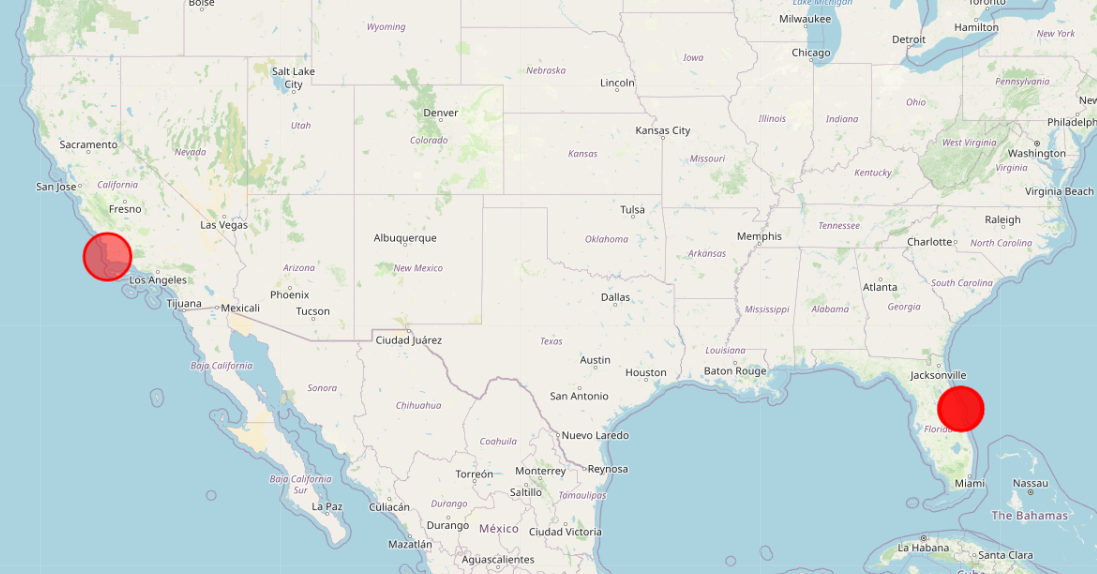 Boise
Wyoming
Milwaukee
Lake Michigan
Toronto
Hamilton
New York
Detroit
Chicago
Salt Lake
City
Nebraska
Iowa
Lincoln
Pennsylvania
Denver
Ohio
New
Utah
Colorado
Illinois
Indiana
Philadelph
Sacramento
Nevada
Kansas City
Kansas
Missouri
West Virginia
Washington
Virginia
Kentucky
San Jose
California
Virginia Beach
Fresno
Las Vegas
Tulsa
Raleigh
Albuquerque
Oklahoma
Memphis
Tennessee
Charlotte
North Carolina
Arkansas
Los Angeles
Arizona
New Mexico
Phoenix
Tijuana
Mexicali
Tucson
Dallas
Atlanta
South Carolina
Mississippi
Alabama
Georgia
Ciudad Juárez
Texas
Louisiana
Baja California
Austin
Houston
Baton Rouge
Jacksonville
Sonora
Chihuahua
San Antonio
Florida
Coahuila
Nuevo Laredo
Baja California
Sur
Torreón
Monterrey
Reynosa
Miami
Nassau
Saltillo
Tamaulipas
La Paz
Culiacán
Durango
Durango
México
Ciudad Victoria
The Bahamas
Mazatlán
Aguascalientes
La Habana
Santa Clara